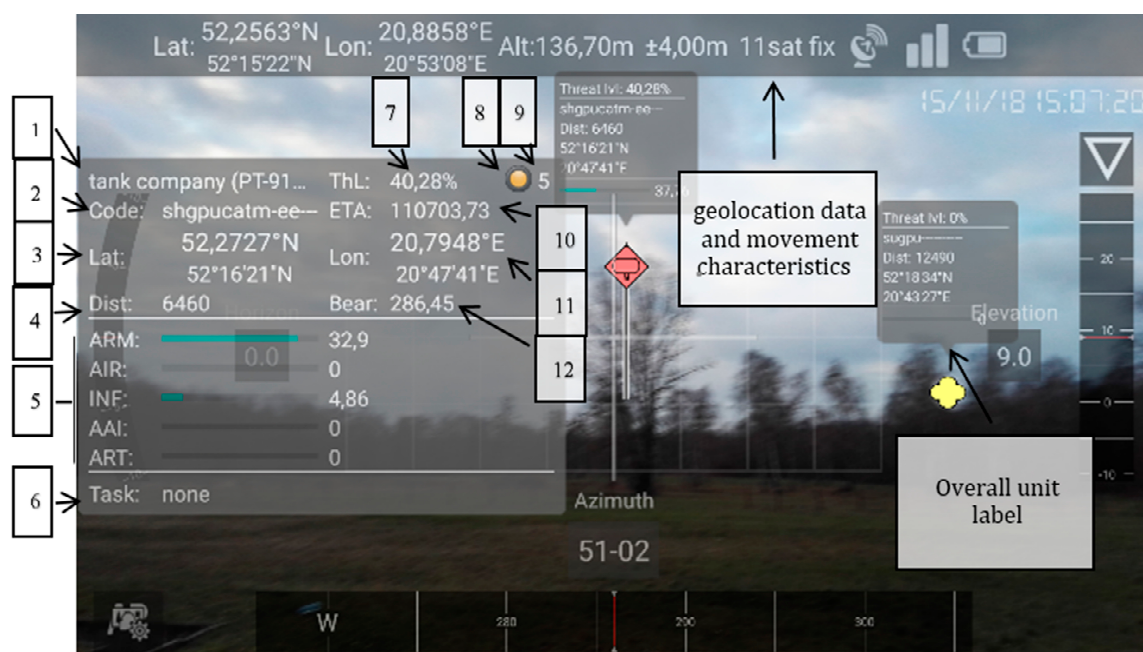 Lat: 52,2563°N Lon: 20,8858°E Alt:136,70m ±4,00m 11sat fix
52°15'22"N 20°53'08"E
15/11/18 15:07:20
1
2
3
4
5
6
7
8
9
10
11
12
tank company (PT-91... ThL: 40,28% 5
Code: shgpucatm-ee--- ETA: 110703,73
Lat: 52,2727°N Lon: 20,7948°E
52°16'21"N 20°47'41"E
Dist: 6460 Bear: 286,45
Horizon
0.0
ARM: 32,9
AIR: 0
INF: 4,86
AAI: 0
ART: 0
Task: none
Threat lvl: 40,28%
shgpucatm-ee---
Dist: 6460
52°16'21"N
20°47'41"E
geolocation data
and movement
characteristics
Threat lvl: 0%
Dist: 12490
52°18'34"N
20°43'27"E
Elevation
9.0
20
10
0
-10
Overall unit
label
Azimuth
51-02
W 280 290 300